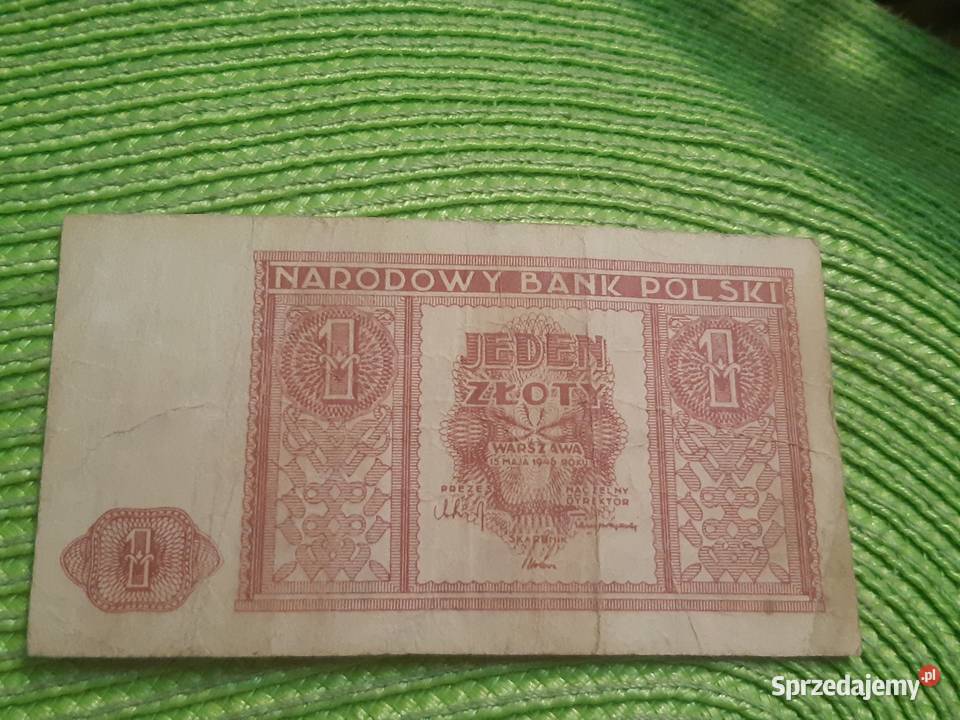 NARODOWY BANK POLSKI
1
1
JEDEN
ZŁOTY
WARSZAWA
15 MAJA 1946 ROKU
PREZES
NACZELNY
DYREKTOR
SKARBNIK
1
Sprzedajemy.pl